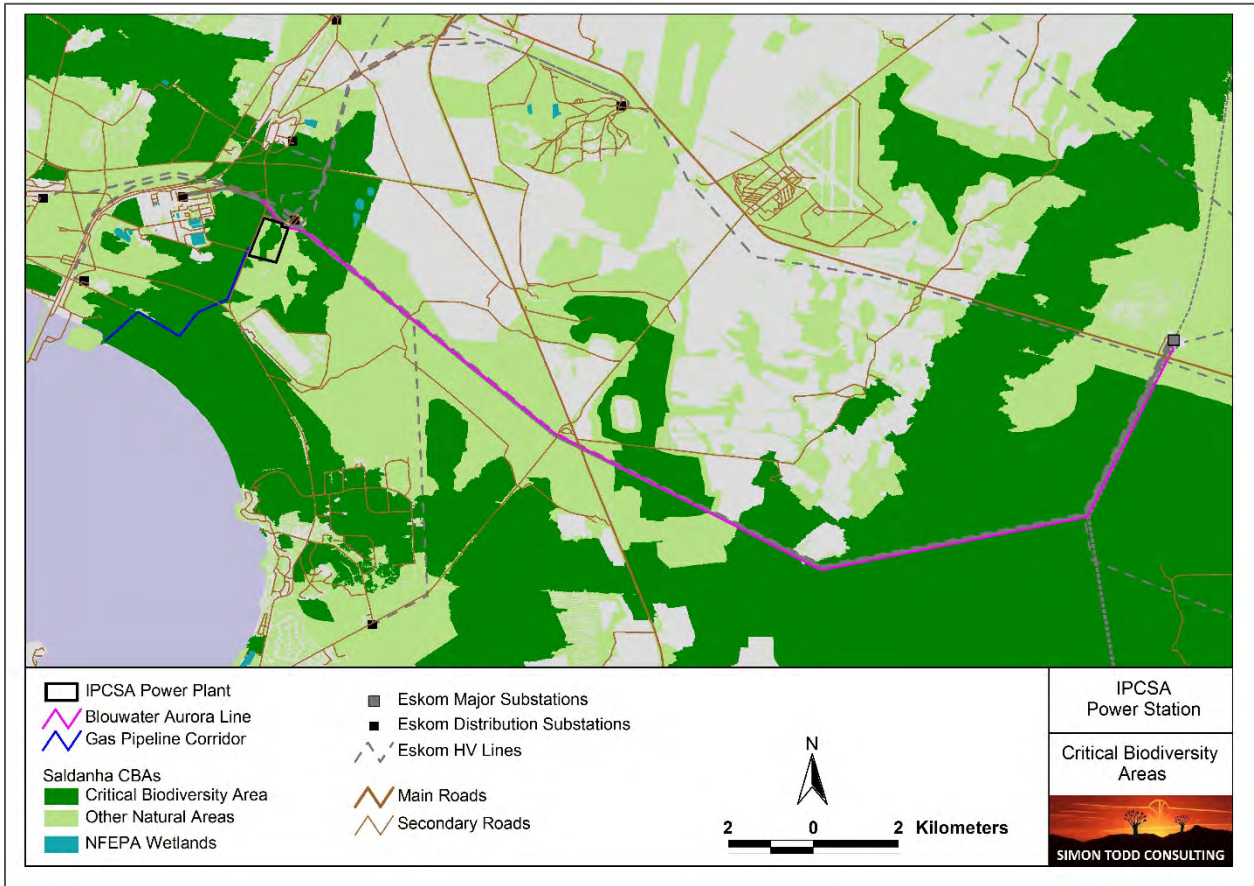 IPCSA Power Plant
Blouwater Aurora Line
Gas Pipeline Corridor
Saldanha CBAs
Critical Biodiversity Area
Other Natural Areas
NFEPA Wetlands
Eskom Major Substations
Eskom Distribution Substations
Eskom HV Lines
Main Roads
Secondary Roads
N
2 0 2 Kilometers
IPCSA
Power Station
Critical Biodiversity
Areas
SIMON TODD CONSULTING